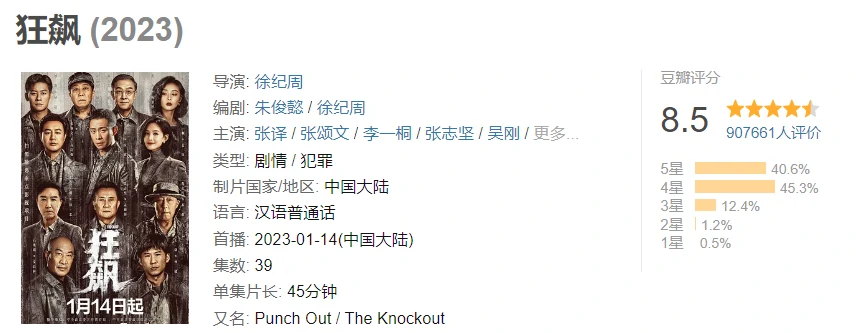 狂飙 (2023)
狂飙
1月14日起
导演: 徐纪周
编剧: 朱俊懿 / 徐纪周
主演: 张译 / 张颂文 / 李一桐 / 张志坚 / 吴刚 / 更多...
类型: 剧情 / 犯罪
制片国家/地区: 中国大陆
语言: 汉语普通话
首播: 2023-01-14(中国大陆)
集数: 39
单集片长: 45分钟
又名: Punch Out / The Knockout
豆瓣评分
8.5
907661人评价
5星 40.6%
4星 45.3%
3星 12.4%
2星 1.2%
1星 0.5%